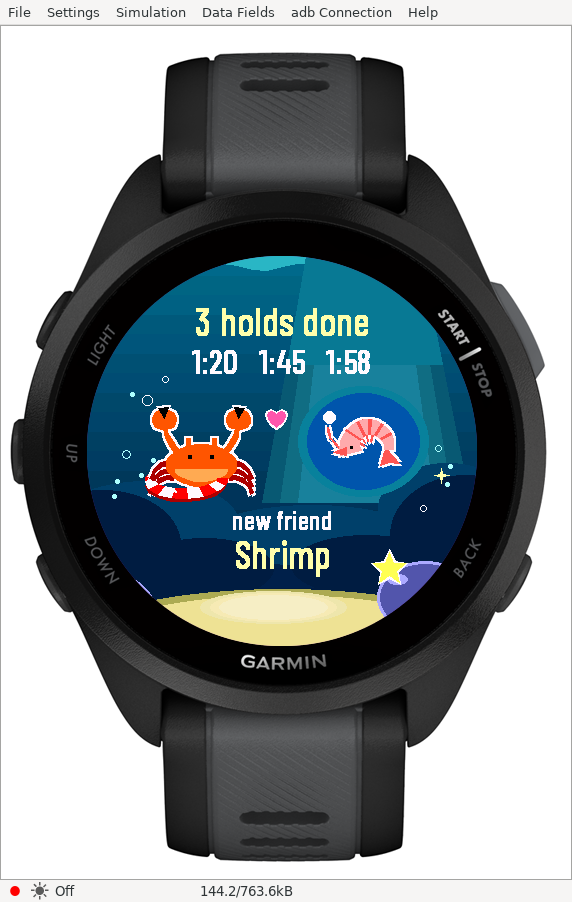 File Settings Simulation Data Fields adb Connection Help
LIGHT
START
STOP
3 holds done
1:20 1:45 1:58
UP
new friend
Shrimp
DOWN
BACK
GARMIN
Off 144.2/763.6kB